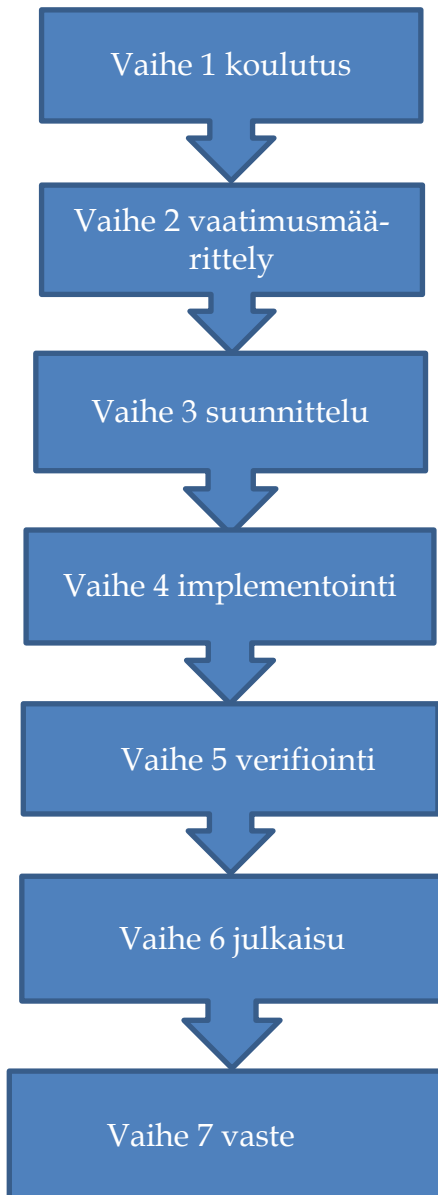 Vaihe 1 koulutus
Vaihe 2 vaatimusmää-
rittely
Vaihe 3 suunnittelu
Vaihe 4 implementointi
Vaihe 5 verifiointi
Vaihe 6 julkaisu
Vaihe 7 vaste